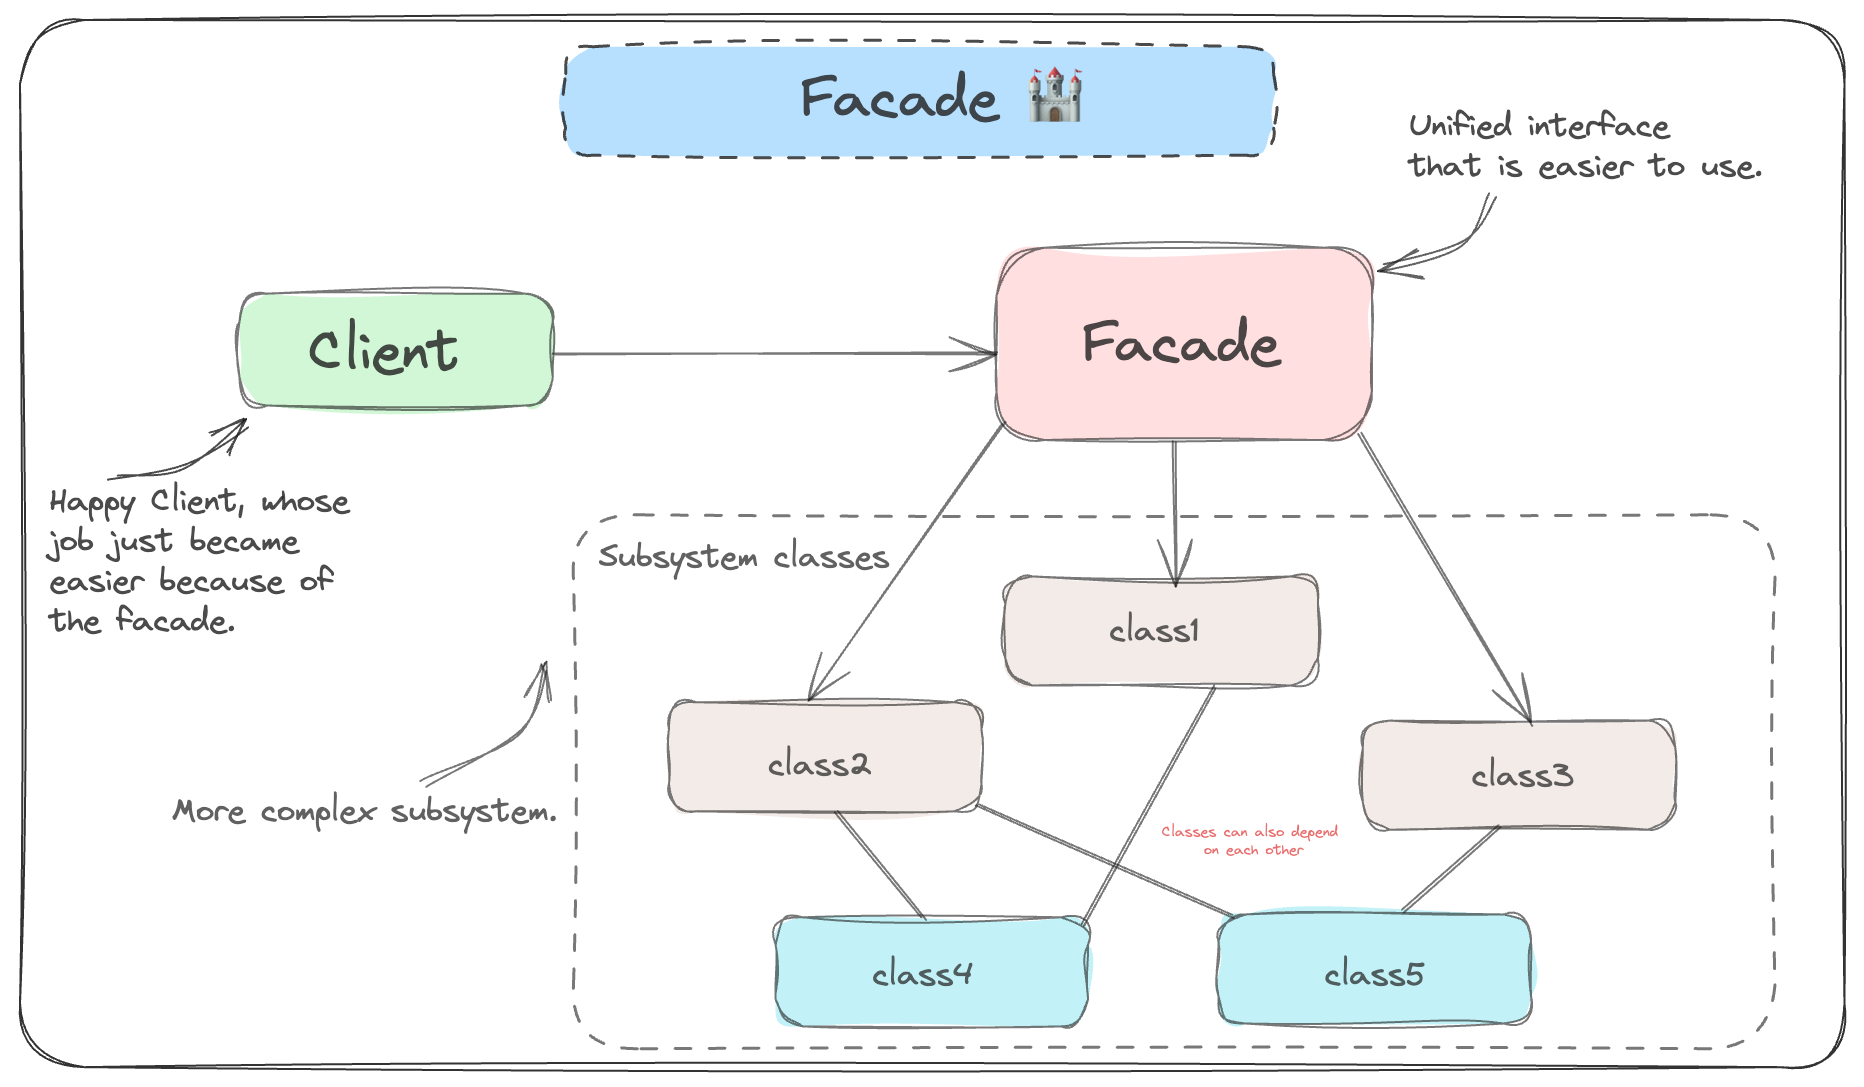 Facade 🏰
Unified interface
that is easier to use.
Client
Facade
Happy Client, whose
job just became
easier because of
the facade.
Subsystem classes
class1
class2
class3
More complex subsystem.
Classes can also depend
on each other
class4
class5